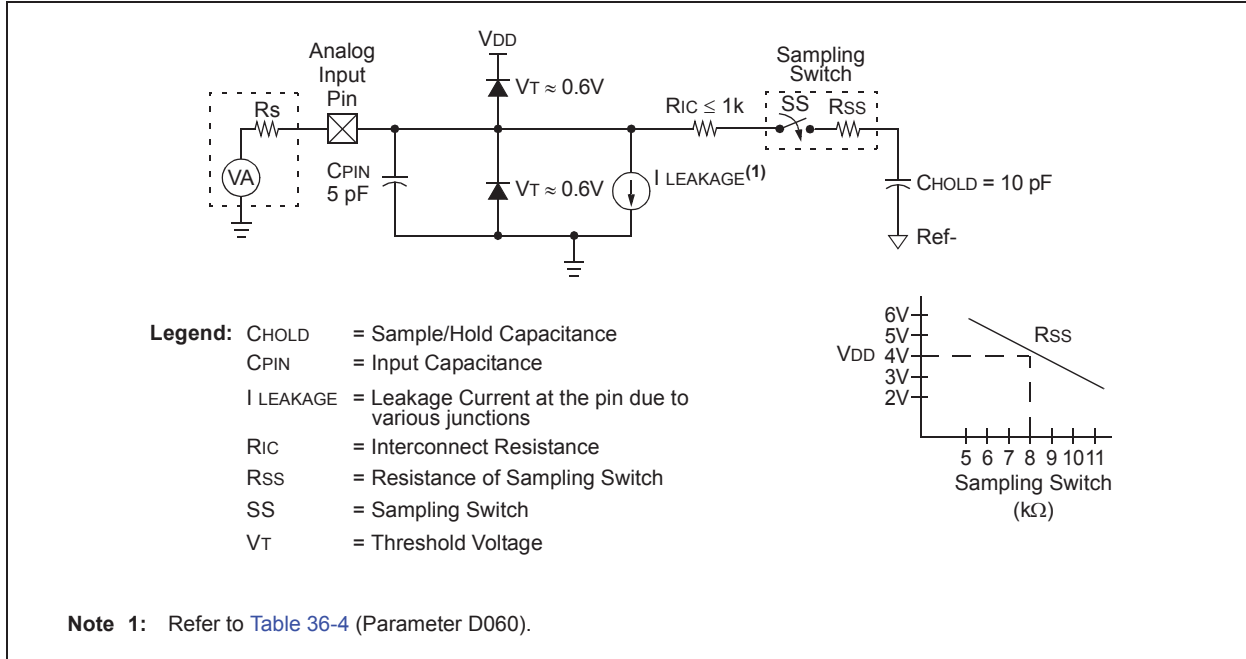 VDD
Analog
Input
Pin
Sampling
Switch
VT ≈ 0.6V
Rs
RIC ≤ 1k
SS
RSS
CPIN
5 pF
VA
VT ≈ 0.6V
I LEAKAGE(1)
CHOLD = 10 pF
Ref-
Legend: CHOLD = Sample/Hold Capacitance
CPIN = Input Capacitance
I LEAKAGE = Leakage Current at the pin due to
various junctions
RIC = Interconnect Resistance
RSS = Resistance of Sampling Switch
SS = Sampling Switch
VT = Threshold Voltage
6V
5V
VDD 4V
3V
2V
RSS
5 6 7 8 9 10 11
Sampling Switch
(kΩ)
Note 1: Refer to Table 36-4 (Parameter D060).